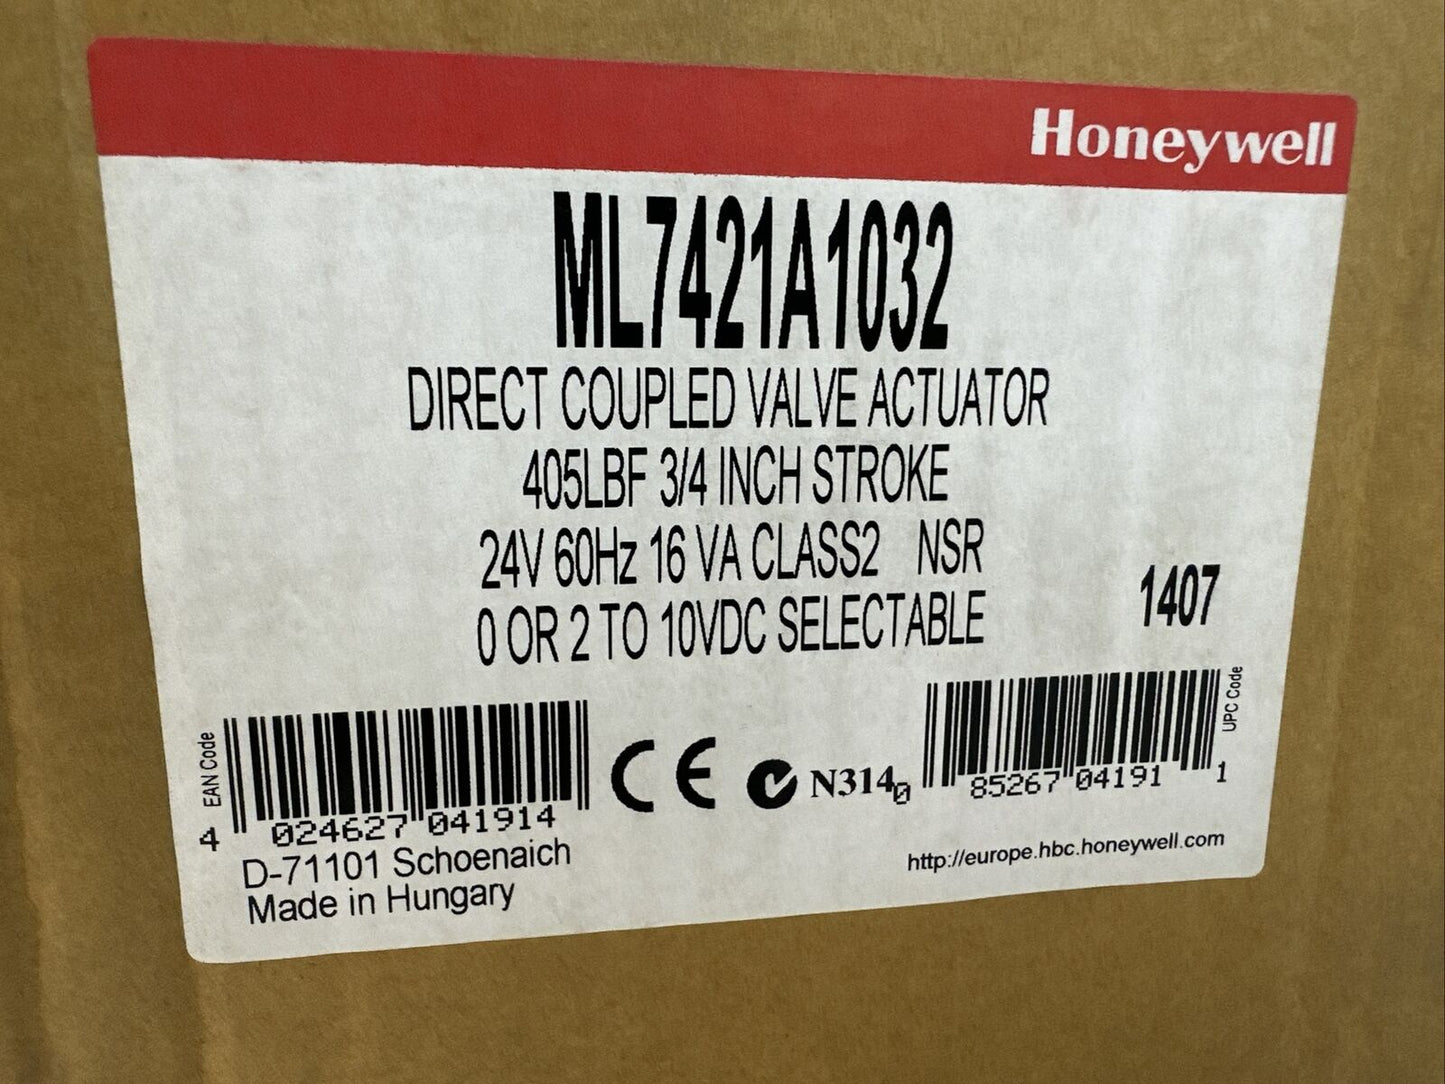 Honeywell
ML7421A1032
DIRECT COUPLED VALVE ACTUATOR
405LBF 3/4 INCH STROKE
24V 60Hz 16 VA CLASS2 NSR
0 OR 2 TO 10VDC SELECTABLE
1407
EAN Code
4 024627 041914
CE
N314
0 85267 04191 1
UPC Code
D-71101 Schoenaich
Made in Hungary
http://europe.hbc.honeywell.com